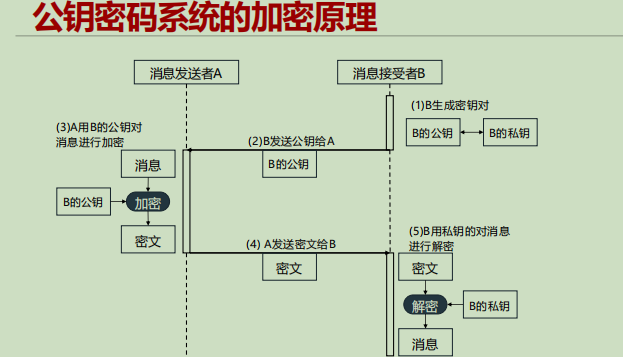 公钥密码系统的加密原理
消息发送者A
消息接受者B
(1)B生成密钥对
B的公钥
B的私钥
(2)B发送公钥给A
B的公钥
(3)A用B的公钥对
消息进行加密
消息
B的公钥
加密
密文
(4) A发送密文给B
密文
(5)B用私钥的对消息
进行解密
密文
解密
B的私钥
消息